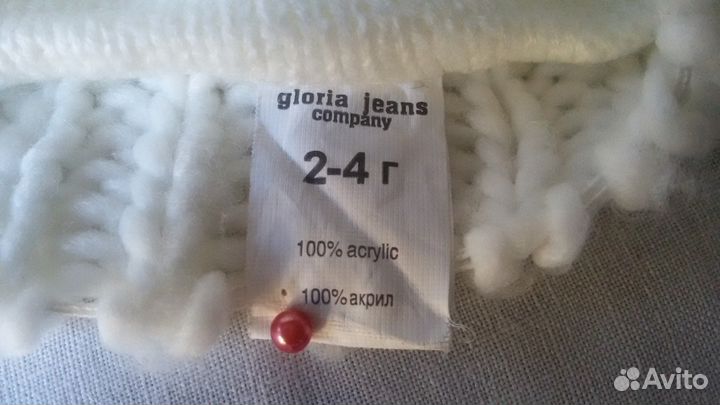 gloria jeans
company
2-4 г
100% acrylic
100% акрил
Avito